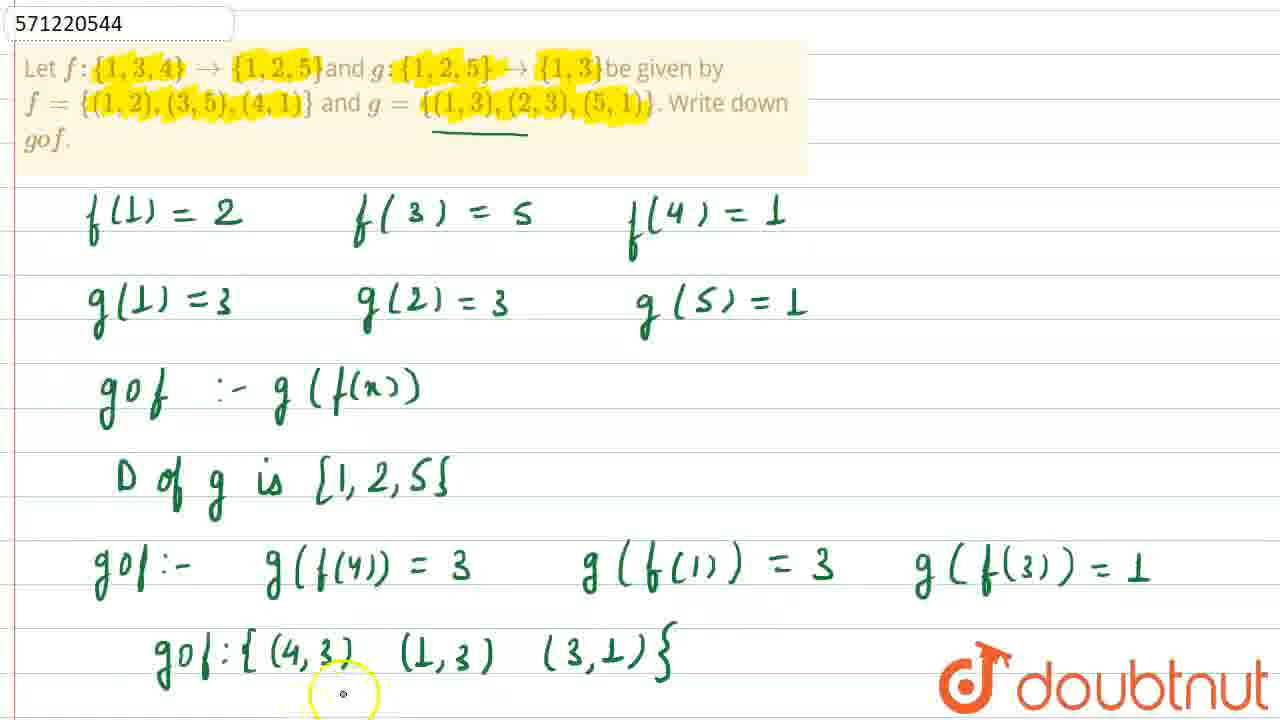 571220544
Let f:{1,3,4} → {1,2,5}and g:{1,2,5} → {1,3}be given by
f = {(1,2),(3,5),(4,1)} and g = {(1,3),(2,3),(5,1)}. Write down
gof.
f(1) = 2 f(3) = 5 f(4) = 1
g(1) = 3 g(2) = 3 g(5) = 1
gof :- g(f(x))
D of g is {1, 2, 5}
gof :- g(f(4)) = 3 g(f(1)) = 3 g(f(3)) = 1
gof : { (4,3) (1,3) (3,1) }
doubtnut